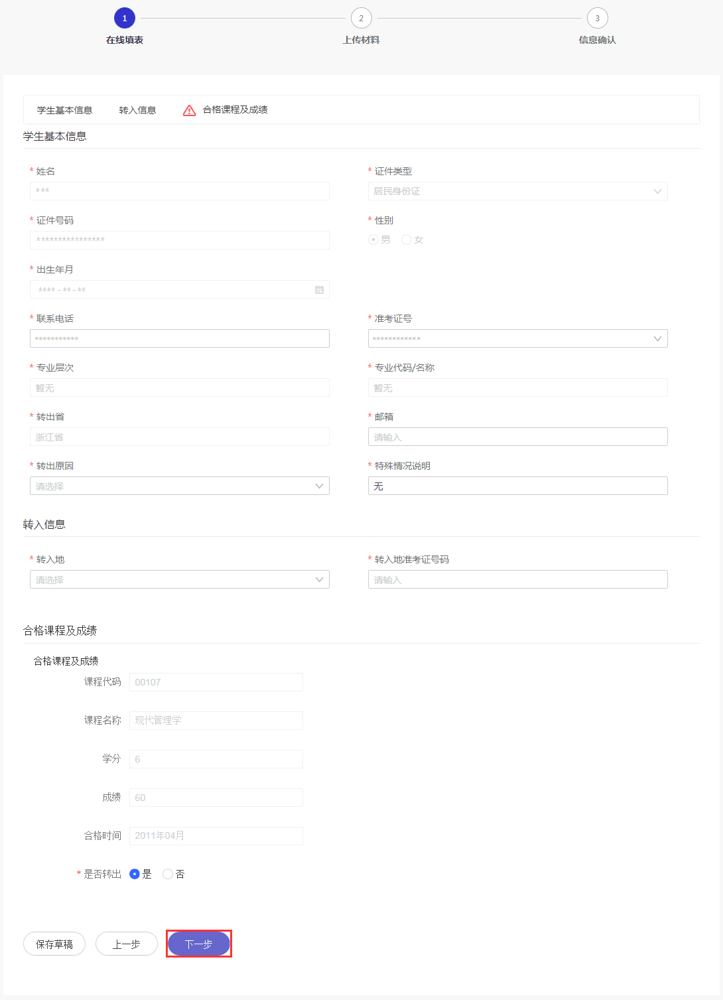 1 2 3
在线填表 上传材料 信息确认
学生基本信息 转入信息 合格课程及成绩
学生基本信息
* 姓名 * 证件类型
*** 居民身份证
* 证件号码 * 性别
**************** 男 女
* 出生年月
****-**-**
* 联系电话 * 准考证号
*********** ************
* 专业层次 * 专业代码/名称
暂无 暂无
* 转出省 * 邮箱
浙江省 请输入
* 转出原因 * 特殊情况说明
请选择 无
转入信息
* 转入地 * 转入地准考证号码
请选择 请输入
合格课程及成绩
合格课程及成绩
课程代码 00107
课程名称 现代管理学
学分 6
成绩 60
合格时间 2011年04月
* 是否转出 是 否
保存草稿 上一步 下一步